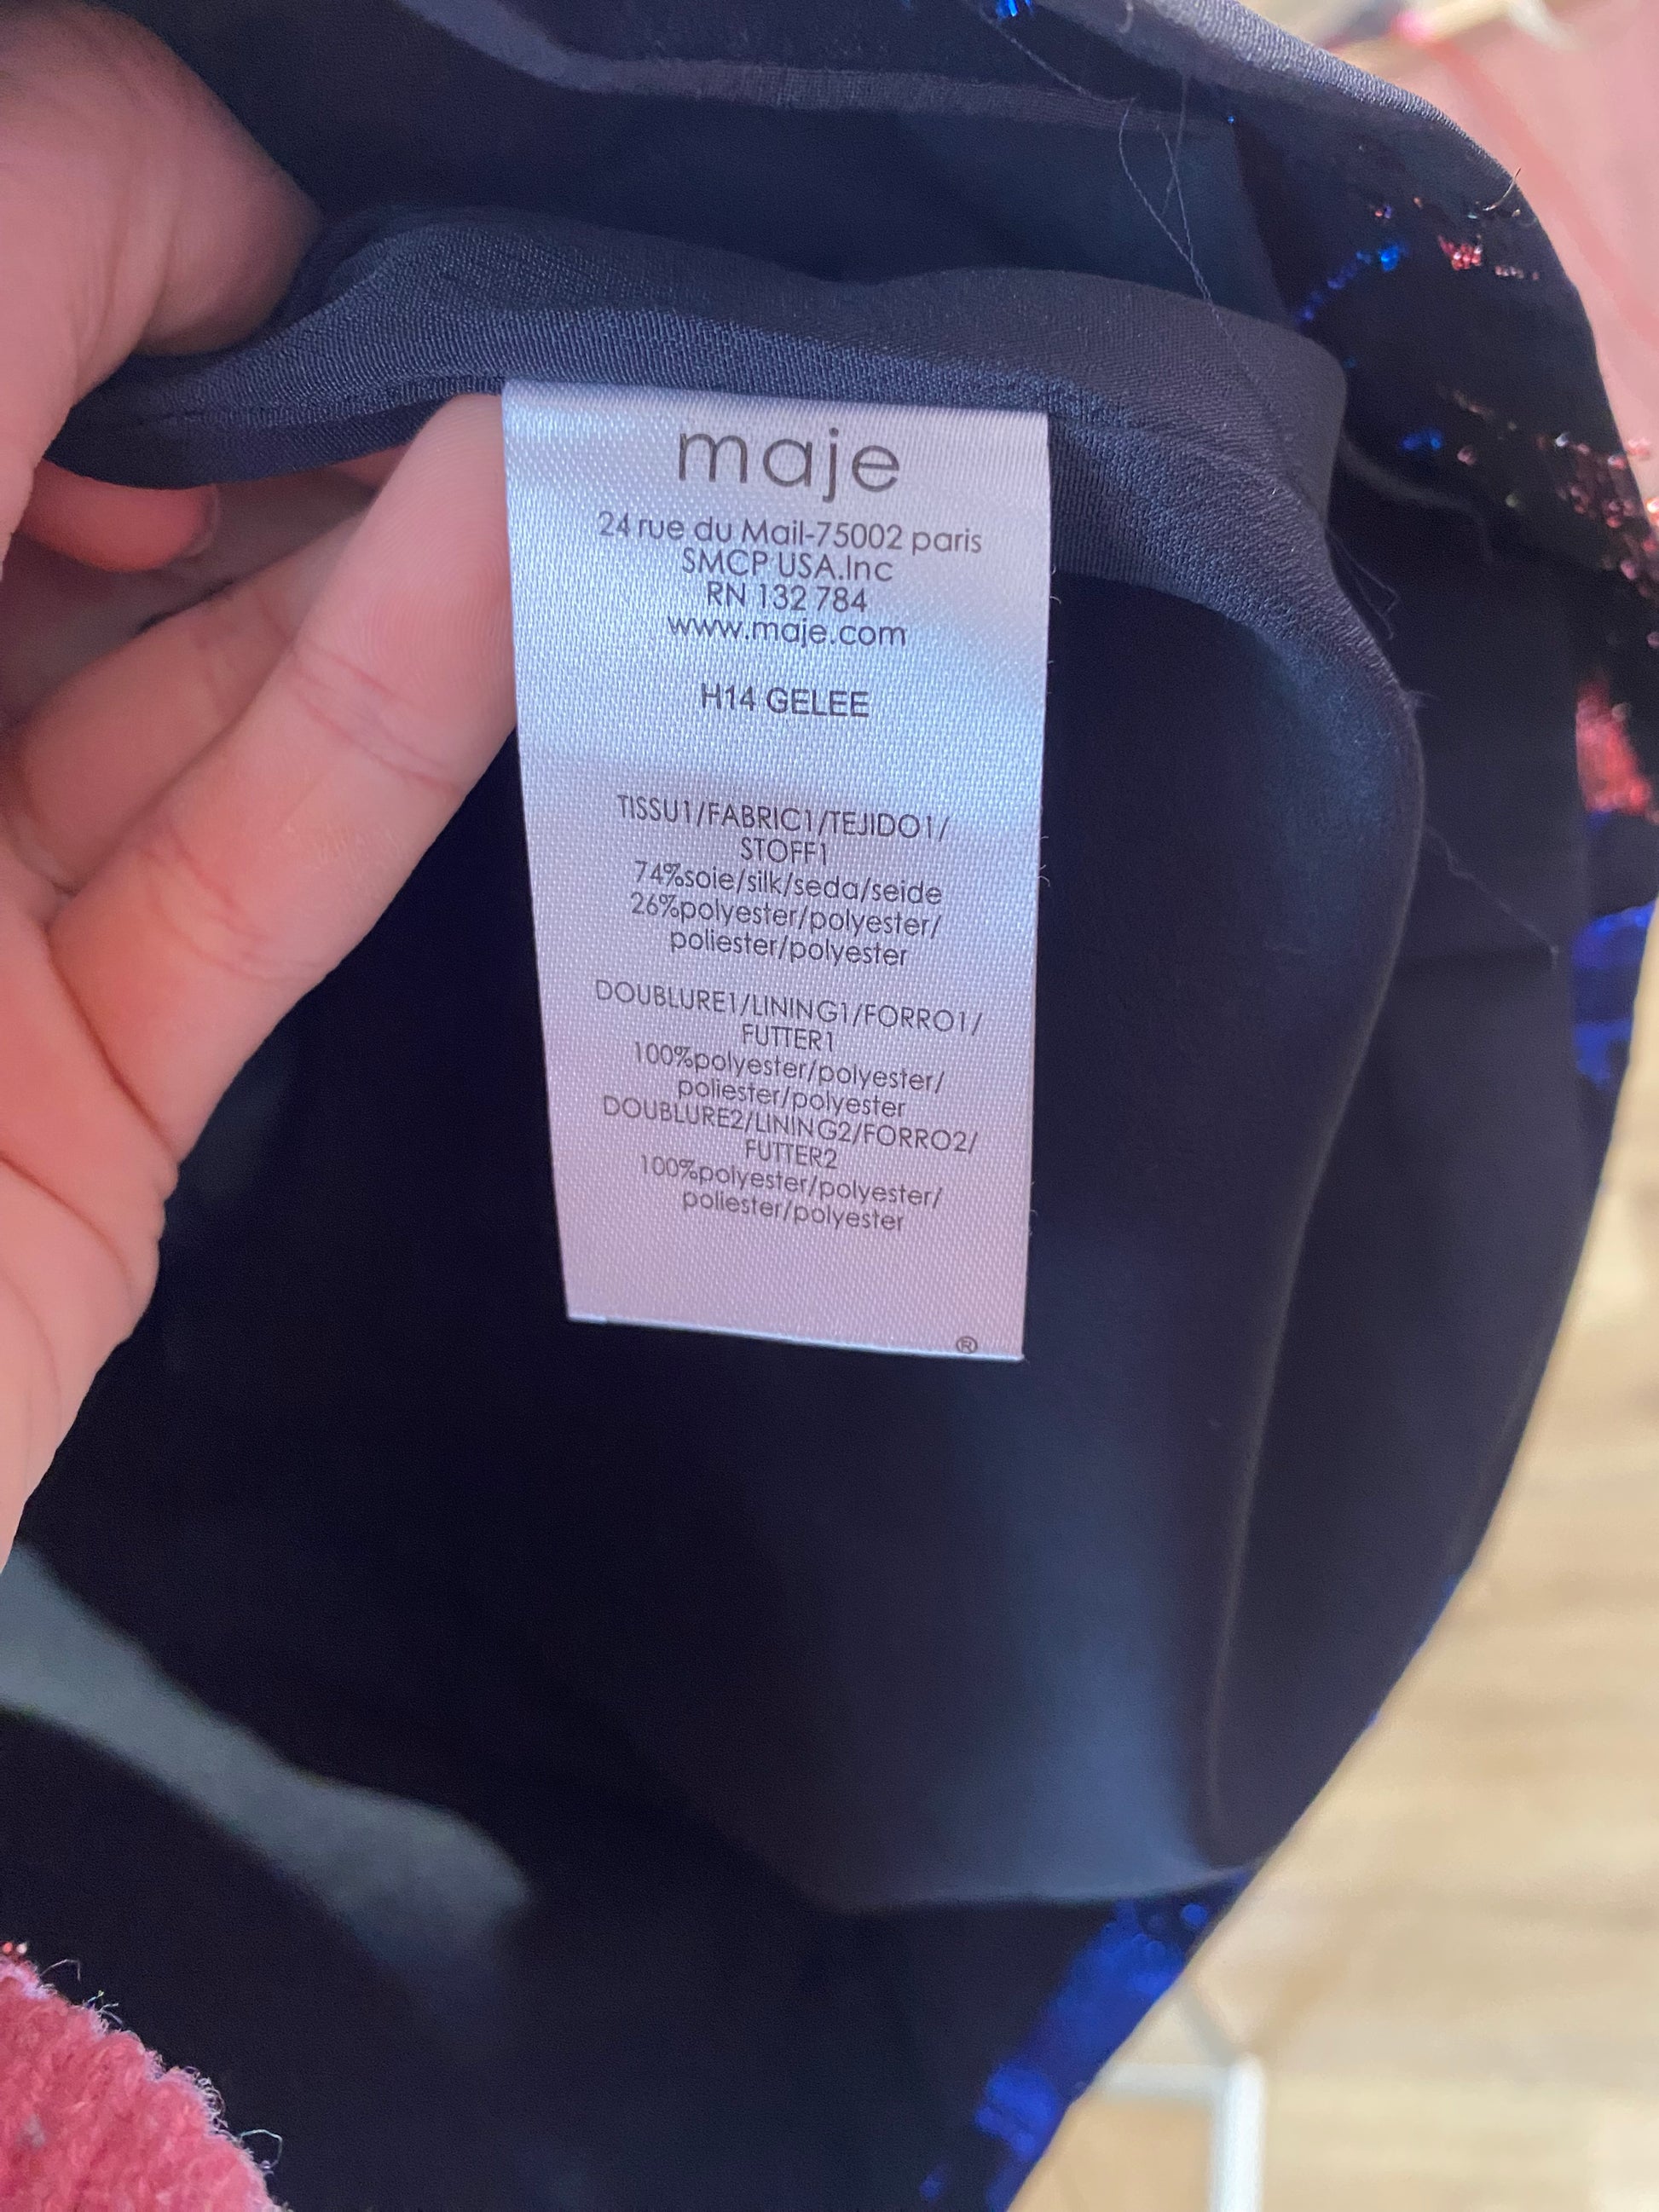 maje
24 rue du Mail-75002 paris
SMCP USA.Inc
RN 132 784
www.maje.com
H14 GELEE
TISSU1/FABRIC1/TEJIDO1/
STOFF1
74%soie/silk/seda/seide
26%polyester/polyester/
poliester/polyester
DOUBLURE1/LINING1/FORRO1/
FUTTER1
100%polyester/polyester/
poliester/polyester
DOUBLURE2/LINING2/FORRO2/
FUTTER2
100%polyester/polyester/
poliester/polyester
®